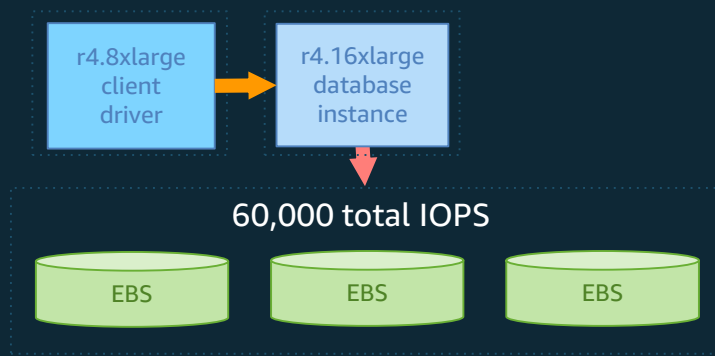 r4.8xlarge
client
driver
r4.16xlarge
database
instance
60,000 total IOPS
EBS
EBS
EBS